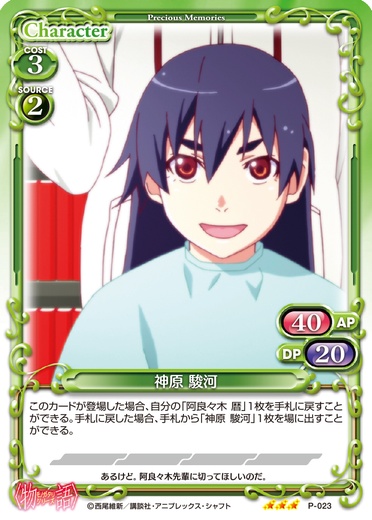 Precious Memories
Character
COST
3
SOURCE
2
40 AP
DP 20
神原 駿河
このカードが登場した場合、自分の「阿良々木 暦」1枚を手札に戻すこと
ができる。手札に戻した場合、手札から「神原 駿河」1枚を場に出すことが
できる。
あるけど。阿良々木先輩に切ってほしいのだ。
物語
©西尾維新／講談社・アニプレックス・シャフト
P-023